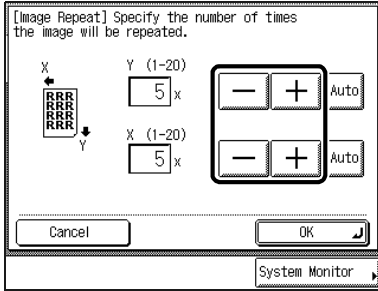 [Image Repeat] Specify the number of times
the image will be repeated.
X
Y (1-20)
5 x
− + Auto
RRR
RRR
RRR
RRR
Y
X (1-20)
5 x
− + Auto
Cancel
OK
System Monitor